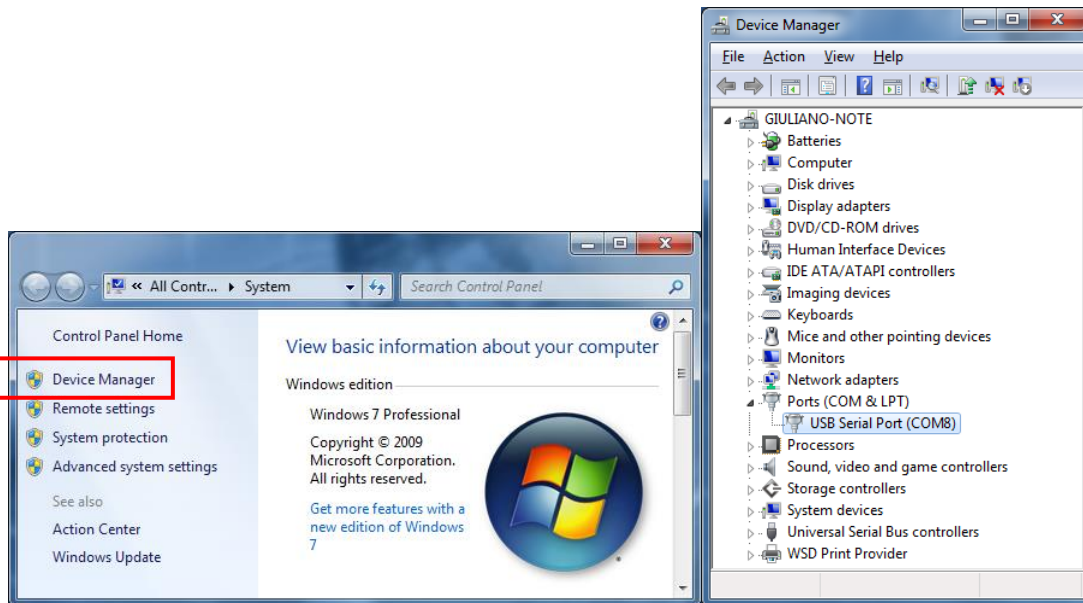 All Contr... System
Search Control Panel
Control Panel Home
Device Manager
Remote settings
System protection
Advanced system settings
See also
Action Center
Windows Update
View basic information about your computer
Windows edition
Windows 7 Professional
Copyright © 2009
Microsoft Corporation.
All rights reserved.
Get more features with a
new edition of Windows
7
Device Manager
File Action View Help
GIULIANO-NOTE
Batteries
Computer
Disk drives
Display adapters
DVD/CD-ROM drives
Human Interface Devices
IDE ATA/ATAPI controllers
Imaging devices
Keyboards
Mice and other pointing devices
Monitors
Network adapters
Ports (COM & LPT)
USB Serial Port (COM8)
Processors
Sound, video and game controllers
Storage controllers
System devices
Universal Serial Bus controllers
WSD Print Provider